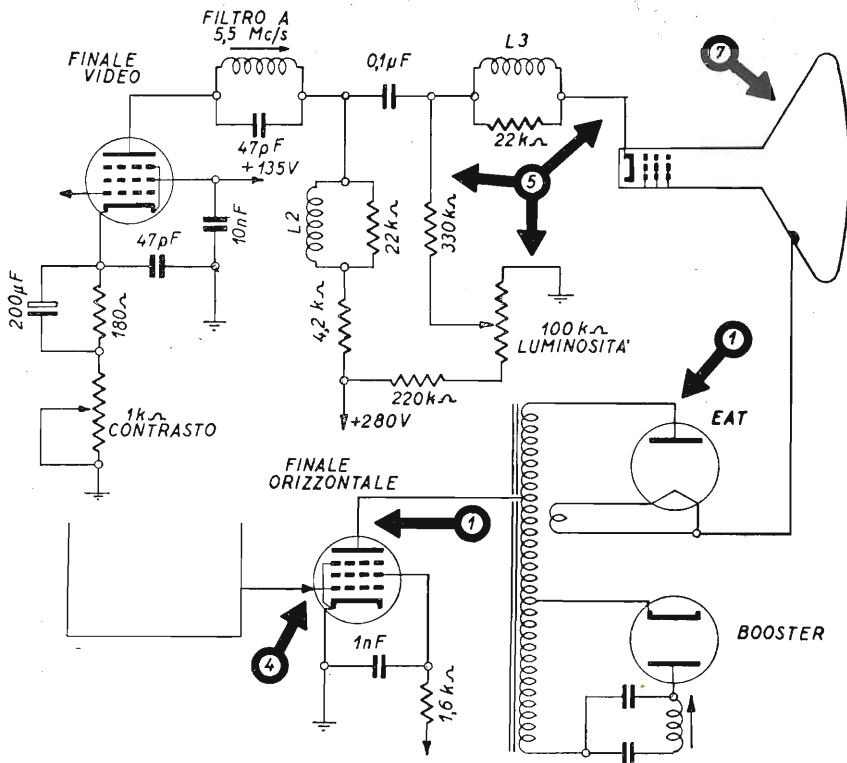 FILTRO A
5,5 Mc/s
FINALE
VIDEO
47pF
+135V
0,1µF
L3
22kΩ
7
5
L2
22kΩ
330kΩ
10nF
47pF
200µF
180Ω
4,2 kΩ
100kΩ
LUMINOSITA'
220kΩ
+280V
1kΩ
CONTRASTO
1
EAT
FINALE
ORIZZONTALE
1
4
1nF
1,6kΩ
BOOSTER